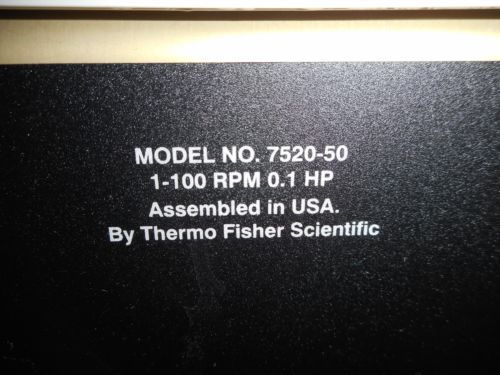 MODEL NO. 7520-50
1-100 RPM 0.1 HP
Assembled in USA.
By Thermo Fisher Scientific